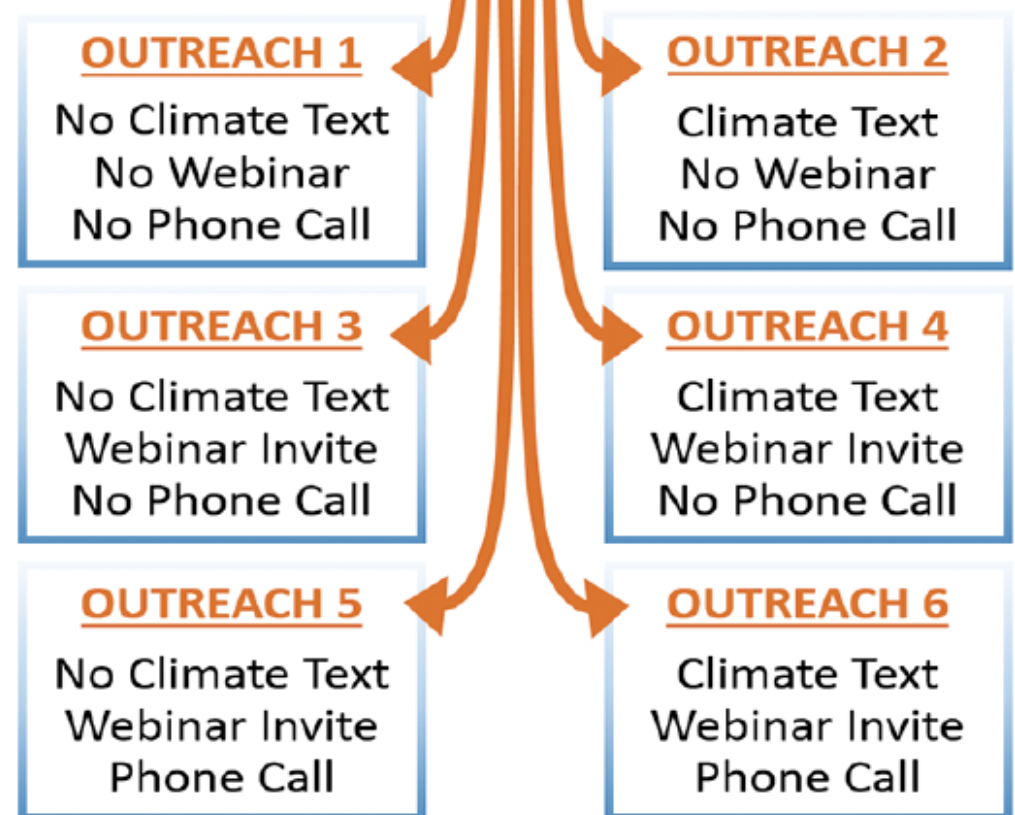 OUTREACH 1
No Climate Text
No Webinar
No Phone Call
OUTREACH 2
Climate Text
No Webinar
No Phone Call
OUTREACH 3
No Climate Text
Webinar Invite
No Phone Call
OUTREACH 4
Climate Text
Webinar Invite
No Phone Call
OUTREACH 5
No Climate Text
Webinar Invite
Phone Call
OUTREACH 6
Climate Text
Webinar Invite
Phone Call